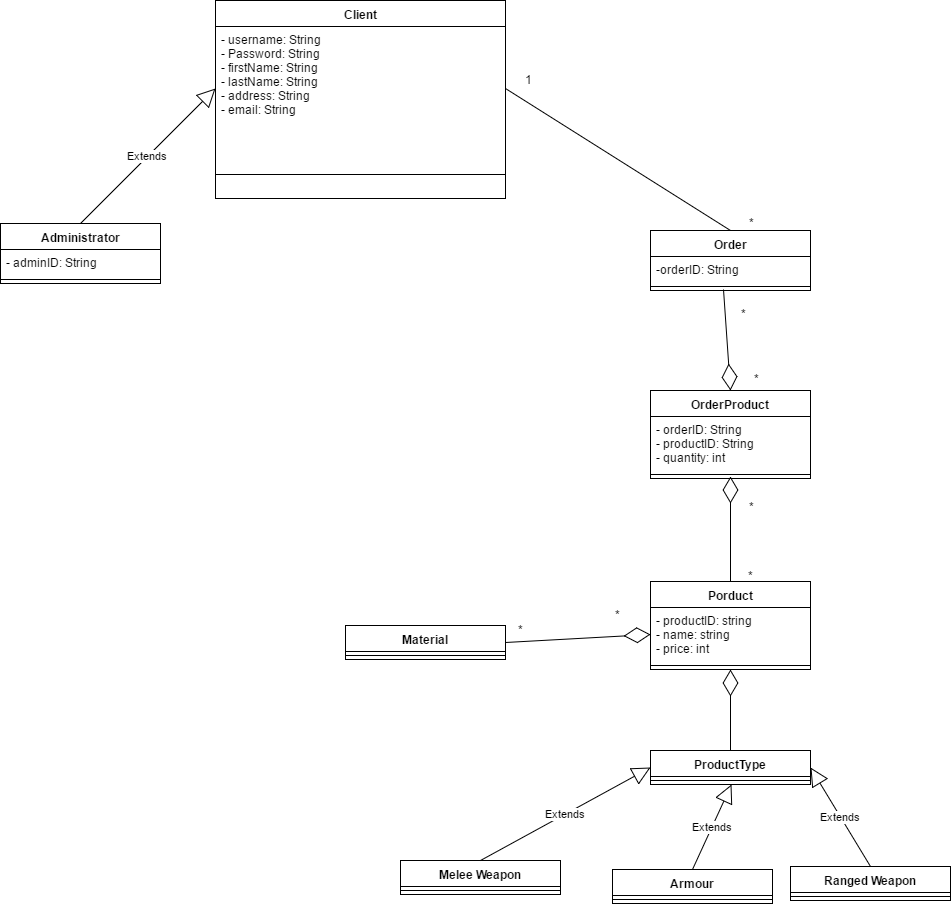 Client
- username: String
- Password: String
- firstName: String
- lastName: String
- address: String
- email: String
1
Extends
*
Administrator
- adminID: String
Order
-orderID: String
*
*
OrderProduct
- orderID: String
- productID: String
- quantity: int
*
*
Porduct
- productID: string
- name: string
- price: int
*
*
Material
ProductType
Extends
Extends
Extends
Melee Weapon
Armour
Ranged Weapon